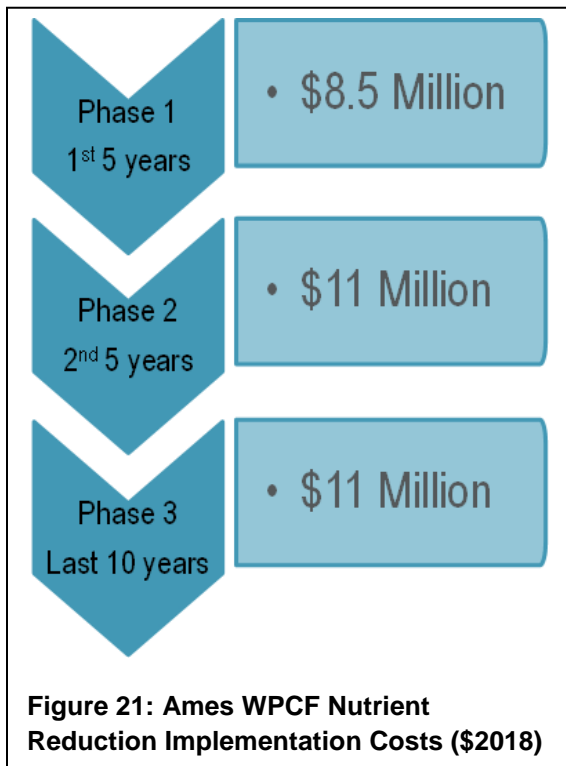 Phase 1
1st 5 years
• $8.5 Million
Phase 2
2nd 5 years
• $11 Million
Phase 3
Last 10 years
• $11 Million
Figure 21: Ames WPCF Nutrient
Reduction Implementation Costs ($2018)